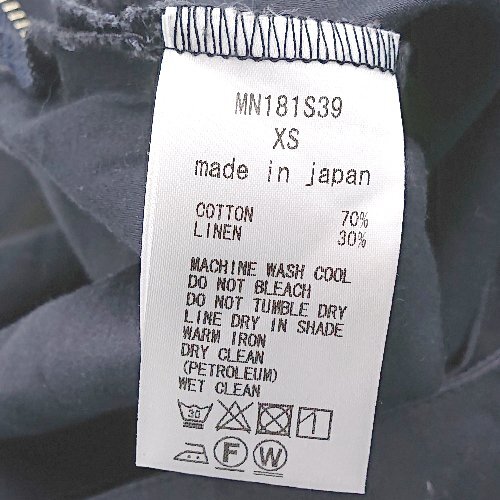 MN181S39
XS
made in japan
COTTON 70%
LINEN 30%
MACHINE WASH COOL
DO NOT BLEACH
DO NOT TUMBLE DRY
LINE DRY IN SHADE
WARM IRON
DRY CLEAN
(PETROLEUM)
WET CLEAN
30
F W